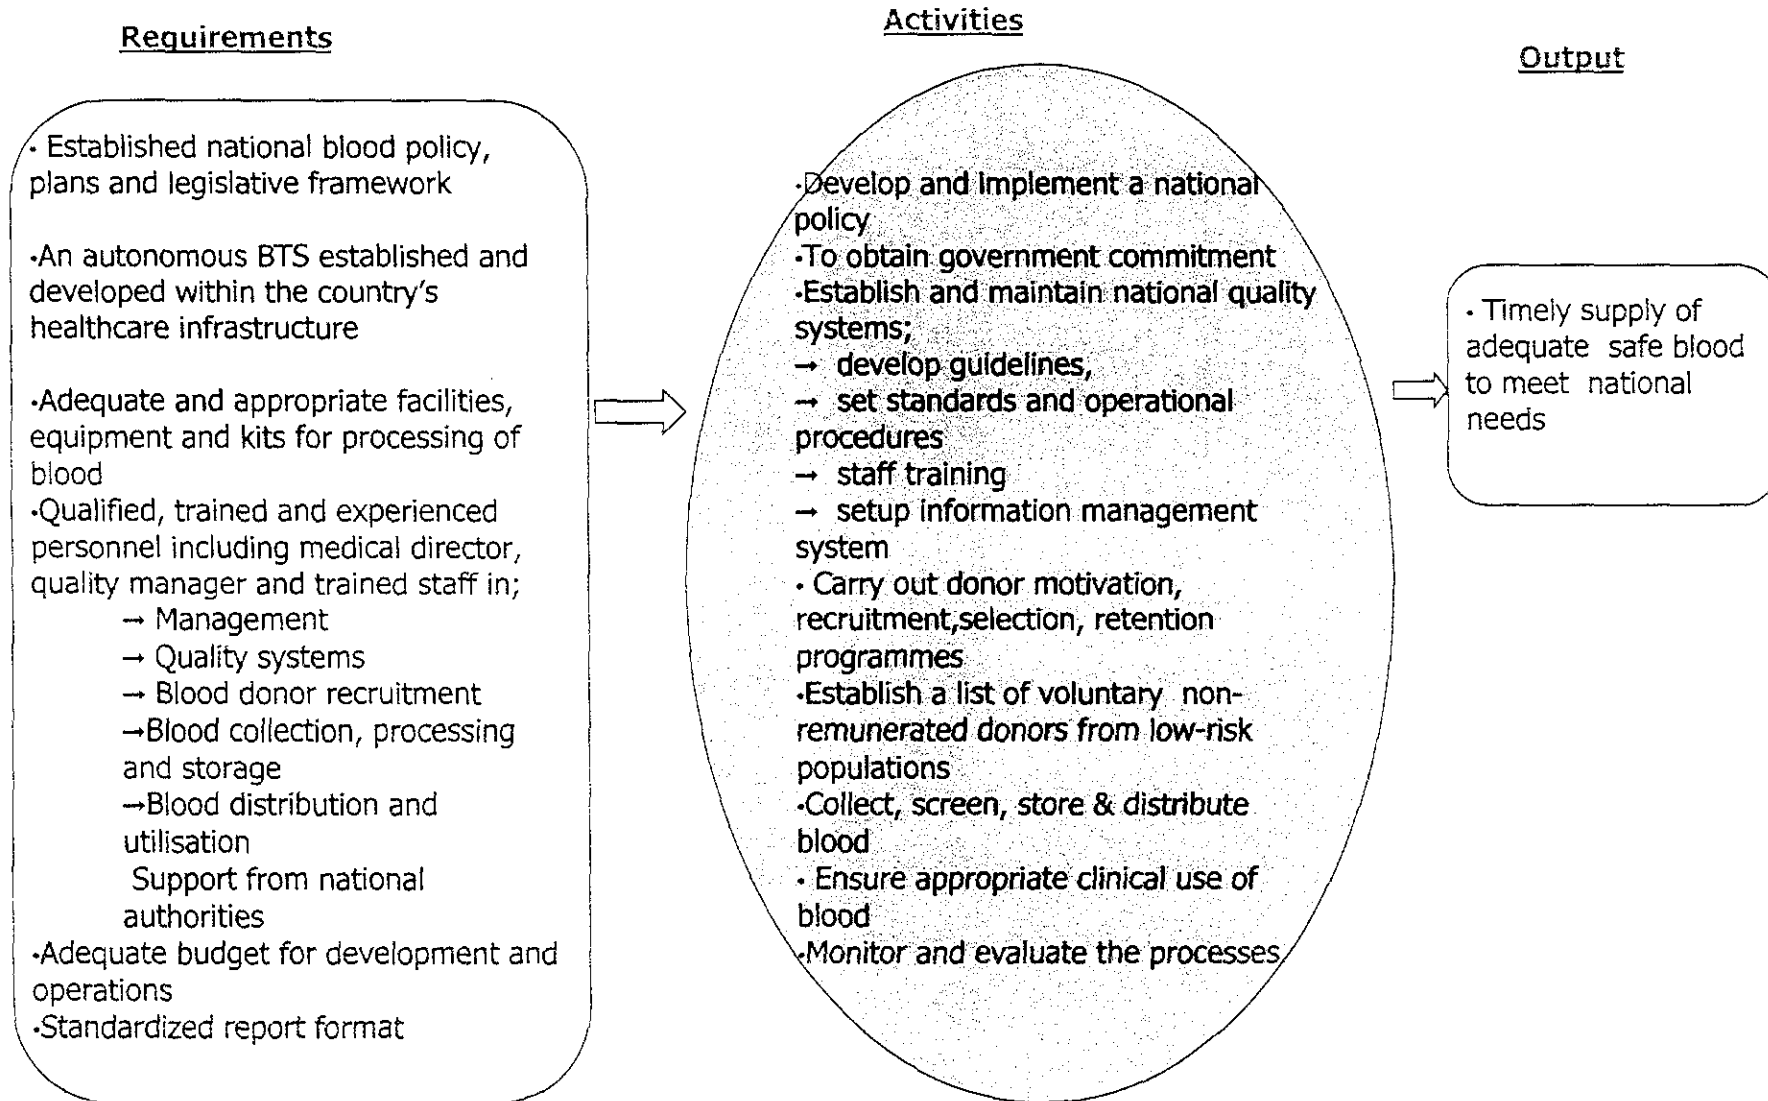 Requirements
· Established national blood policy,
plans and legislative framework
·An autonomous BTS established and
developed within the country's
healthcare infrastructure
·Adequate and appropriate facilities,
equipment and kits for processing of
blood
·Qualified, trained and experienced
personnel including medical director,
quality manager and trained staff in;
→ Management
→ Quality systems
→ Blood donor recruitment
→Blood collection, processing
and storage
→Blood distribution and
utilisation
Support from national
authorities
·Adequate budget for development and
operations
·Standardized report format
Activities
·Develop and implement a national
policy
·To obtain government commitment
·Establish and maintain national quality
systems;
→ develop guidelines,
→ set standards and operational
procedures
→ staff training
→ setup information management
system
· Carry out donor motivation,
recruitment,selection, retention
programmes
·Establish a list of voluntary non-
remunerated donors from low-risk
populations
·Collect, screen, store & distribute
blood
· Ensure appropriate clinical use of
blood
·Monitor and evaluate the processes
Output
· Timely supply of
adequate safe blood
to meet national
needs